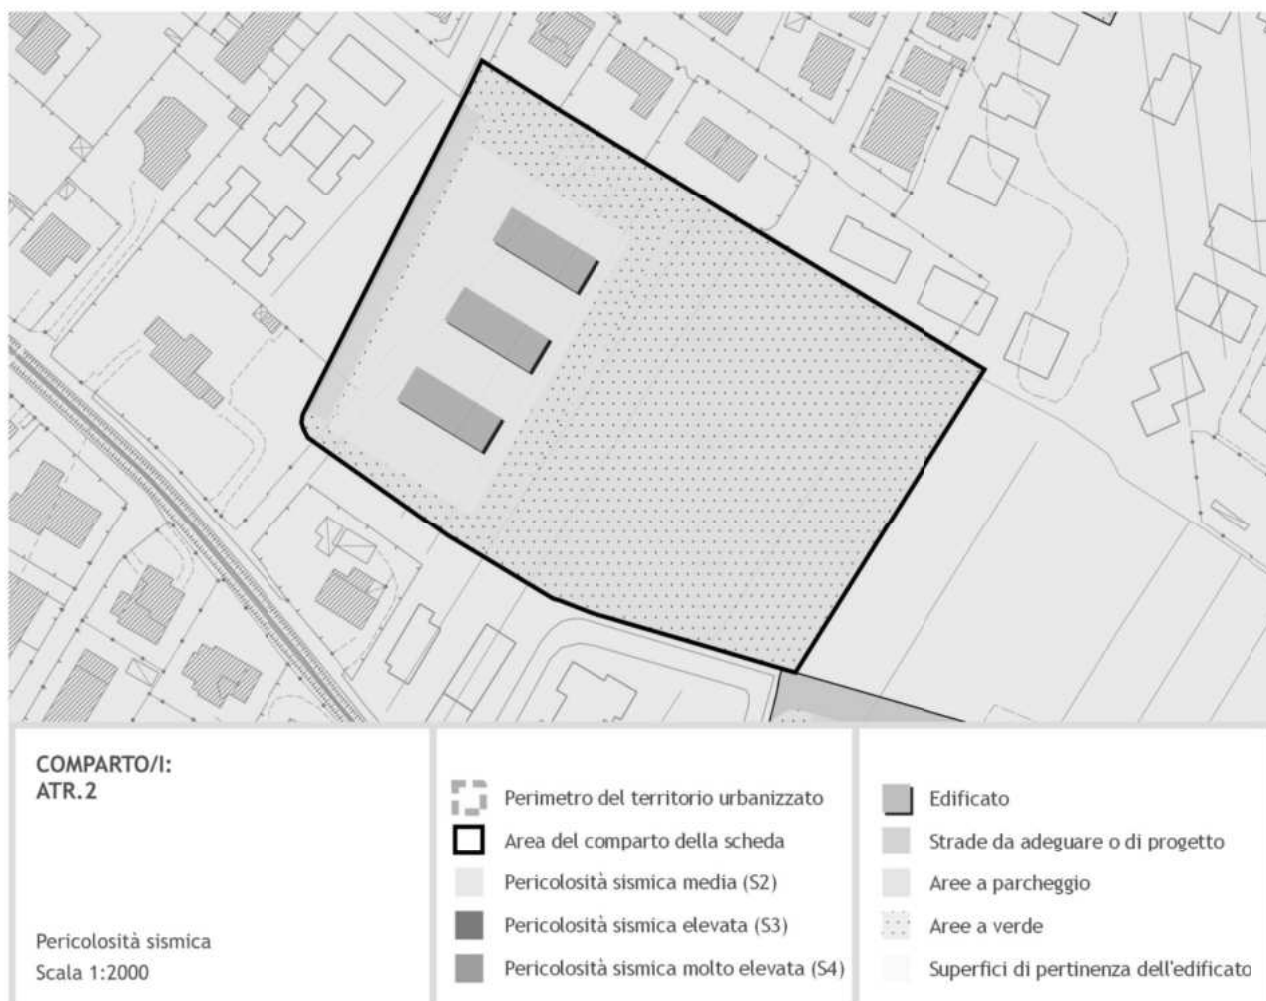 COMPARTO/I:
ATR.2
Pericolosità sismica
Scala 1:2000
Perimetro del territorio urbanizzato
Area del comparto della scheda
Pericolosità sismica media (S2)
Pericolosità sismica elevata (S3)
Pericolosità sismica molto elevata (S4)
Edificato
Strade da adeguare o di progetto
Aree a parcheggio
Aree a verde
Superfici di pertinenza dell'edificato